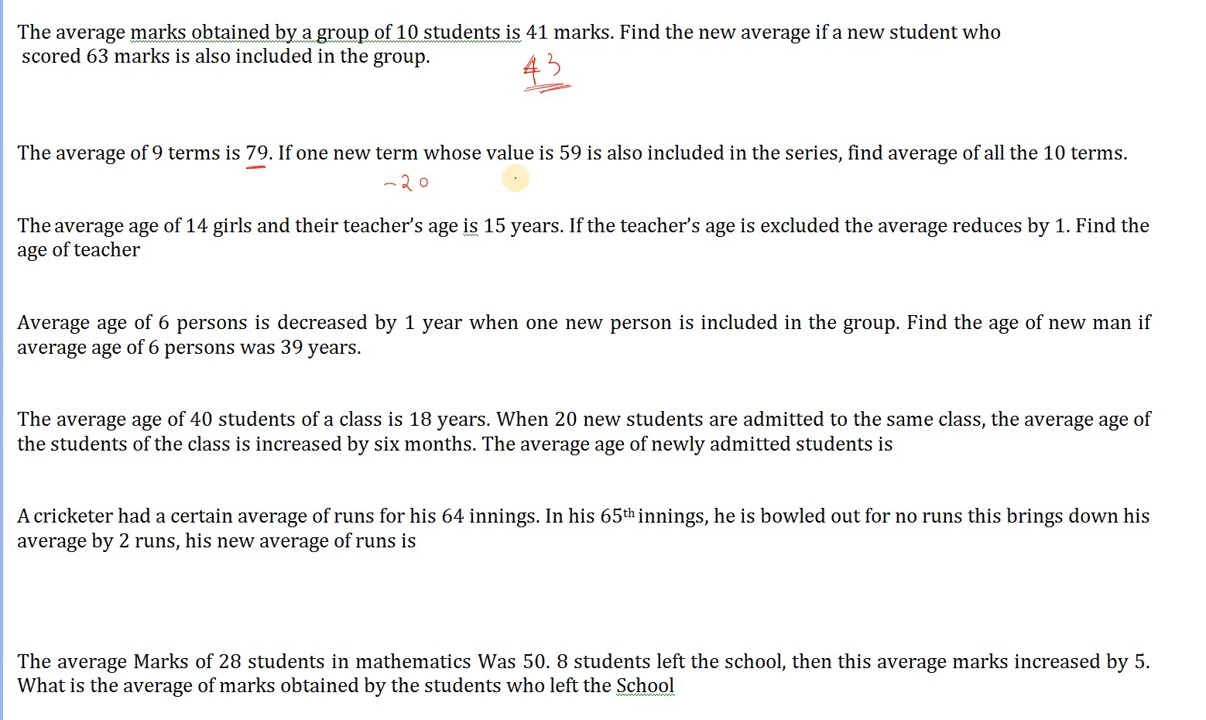 The average marks obtained by a group of 10 students is 41 marks. Find the new average if a new student who
scored 63 marks is also included in the group.
43
The average of 9 terms is 79. If one new term whose value is 59 is also included in the series, find average of all the 10 terms.
-20
The average age of 14 girls and their teacher's age is 15 years. If the teacher's age is excluded the average reduces by 1. Find the
age of teacher
Average age of 6 persons is decreased by 1 year when one new person is included in the group. Find the age of new man if
average age of 6 persons was 39 years.
The average age of 40 students of a class is 18 years. When 20 new students are admitted to the same class, the average age of
the students of the class is increased by six months. The average age of newly admitted students is
A cricketer had a certain average of runs for his 64 innings. In his 65th innings, he is bowled out for no runs this brings down his
average by 2 runs, his new average of runs is
The average Marks of 28 students in mathematics Was 50. 8 students left the school, then this average marks increased by 5.
What is the average of marks obtained by the students who left the School